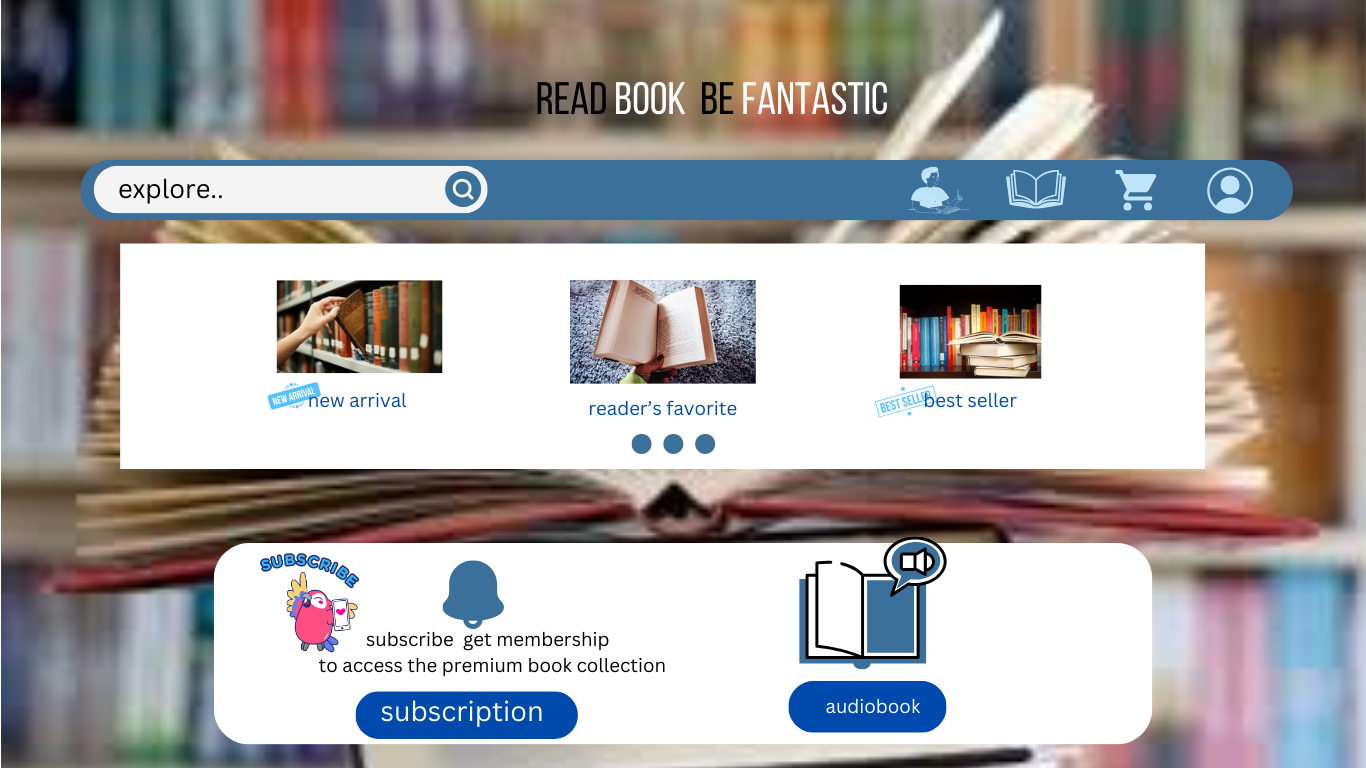 READ BOOK BE FANTASTIC
explore..
NEW ARRIVAL
new arrival
reader’s favorite
BEST SELLER
best seller
SUBSCRIBE
subscribe get membership
to access the premium book collection
subscription
audiobook